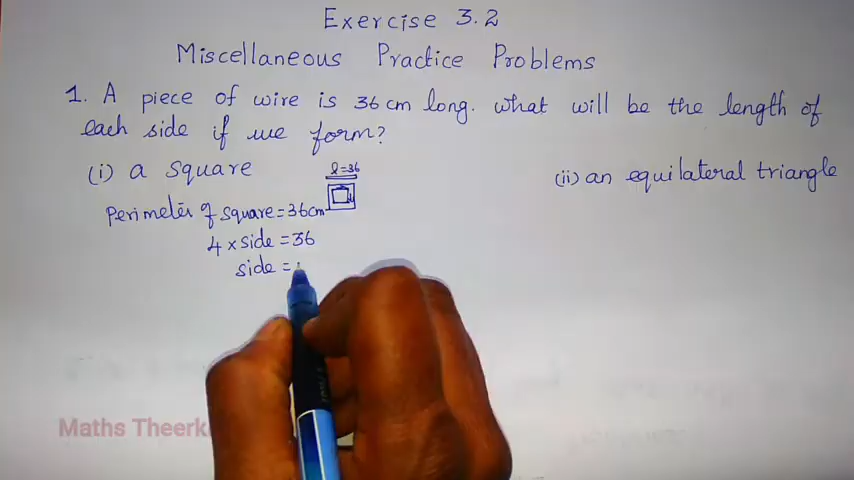 Exercise 3.2
Miscellaneous Practice Problems
1. A piece of wire is 36 cm long. what will be the length of
each side if we form?
(i) a square
l=36
(ii) an equilateral triangle
Perimeter of square = 36cm
4 × side = 36
side =
Maths Theerk